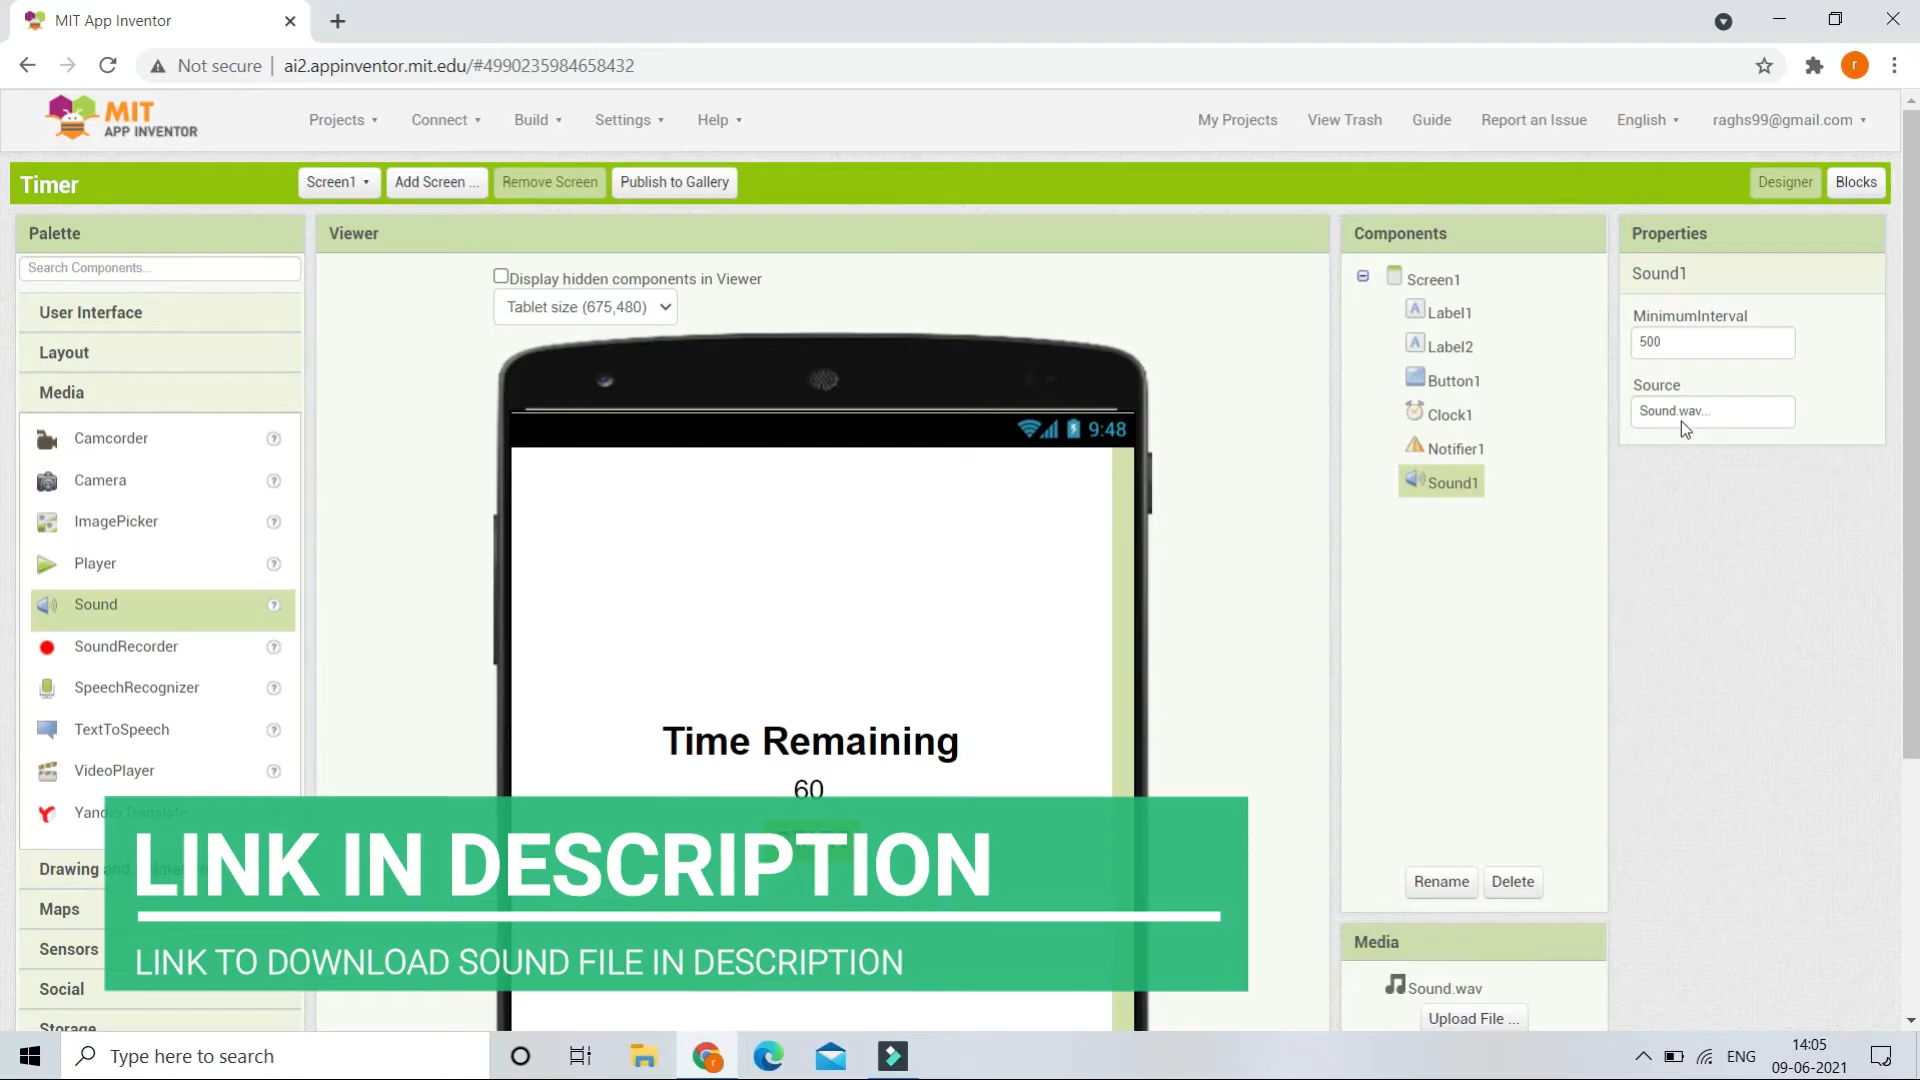 MIT App Inventor
Not secure
ai2.appinventor.mit.edu/#4990235984658432
r
MIT
APP INVENTOR
Projects
Connect
Build
Settings
Help
My Projects
View Trash
Guide
Report an Issue
English
raghs99@gmail.com
Timer
Screen1
Add Screen ...
Remove Screen
Publish to Gallery
Designer
Blocks
Palette
Search Components...
User Interface
Layout
Media
Camcorder
Camera
ImagePicker
Player
Sound
SoundRecorder
SpeechRecognizer
TextToSpeech
VideoPlayer
YandexTranslate
Drawing and Animation
Maps
Sensors
Social
Storage
Viewer
Display hidden components in Viewer
Tablet size (675,480)
9:48
Time Remaining
60
LINK IN DESCRIPTION
LINK TO DOWNLOAD SOUND FILE IN DESCRIPTION
Components
Screen1
Label1
Label2
Button1
Clock1
Notifier1
Sound1
Rename
Delete
Media
Sound.wav
Upload File ...
Properties
Sound1
MinimumInterval
500
Source
Sound.wav...
Type here to search
ENG
14:05
09-06-2021